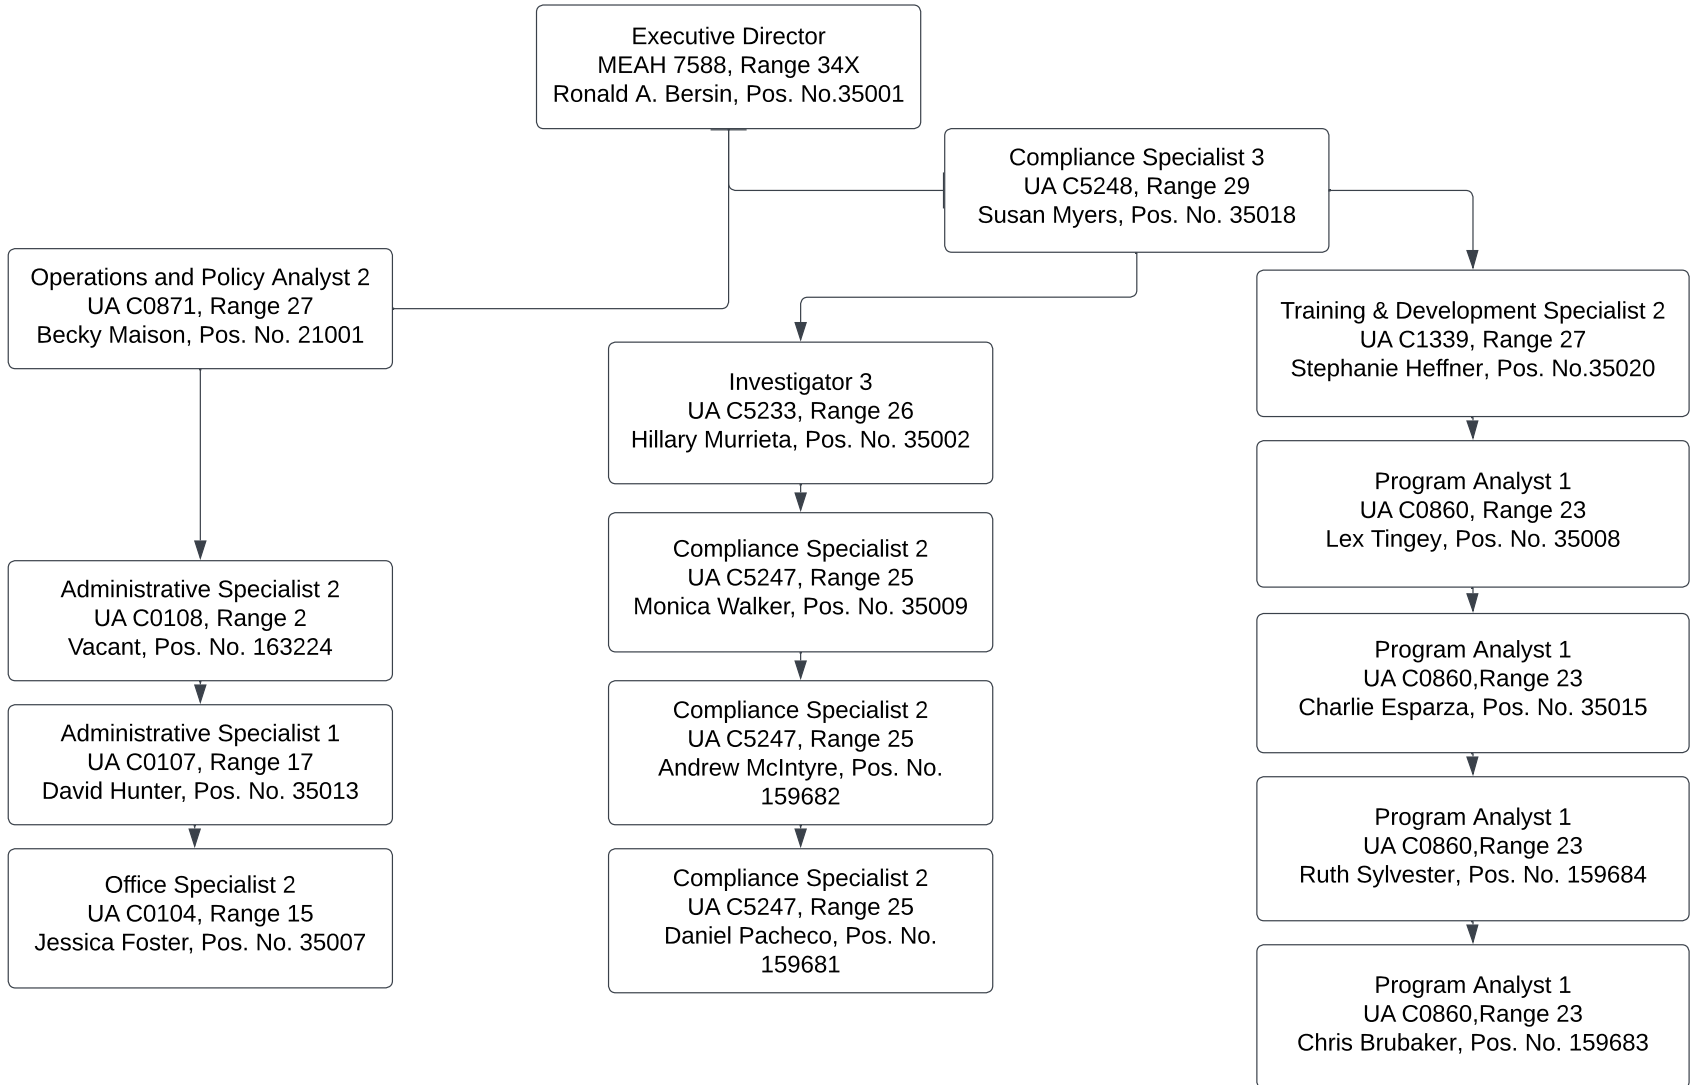 Executive Director
MEAH 7588, Range 34X
Ronald A. Bersin, Pos. No.35001
Compliance Specialist 3
UA C5248, Range 29
Susan Myers, Pos. No. 35018
Operations and Policy Analyst 2
UA C0871, Range 27
Becky Maison, Pos. No. 21001
Administrative Specialist 2
UA C0108, Range 2
Vacant, Pos. No. 163224
Administrative Specialist 1
UA C0107, Range 17
David Hunter, Pos. No. 35013
Office Specialist 2
UA C0104, Range 15
Jessica Foster, Pos. No. 35007
Investigator 3
UA C5233, Range 26
Hillary Murrieta, Pos. No. 35002
Compliance Specialist 2
UA C5247, Range 25
Monica Walker, Pos. No. 35009
Compliance Specialist 2
UA C5247, Range 25
Andrew McIntyre, Pos. No.
159682
Compliance Specialist 2
UA C5247, Range 25
Daniel Pacheco, Pos. No.
159681
Training & Development Specialist 2
UA C1339, Range 27
Stephanie Heffner, Pos. No.35020
Program Analyst 1
UA C0860, Range 23
Lex Tingey, Pos. No. 35008
Program Analyst 1
UA C0860,Range 23
Charlie Esparza, Pos. No. 35015
Program Analyst 1
UA C0860,Range 23
Ruth Sylvester, Pos. No. 159684
Program Analyst 1
UA C0860,Range 23
Chris Brubaker, Pos. No. 159683